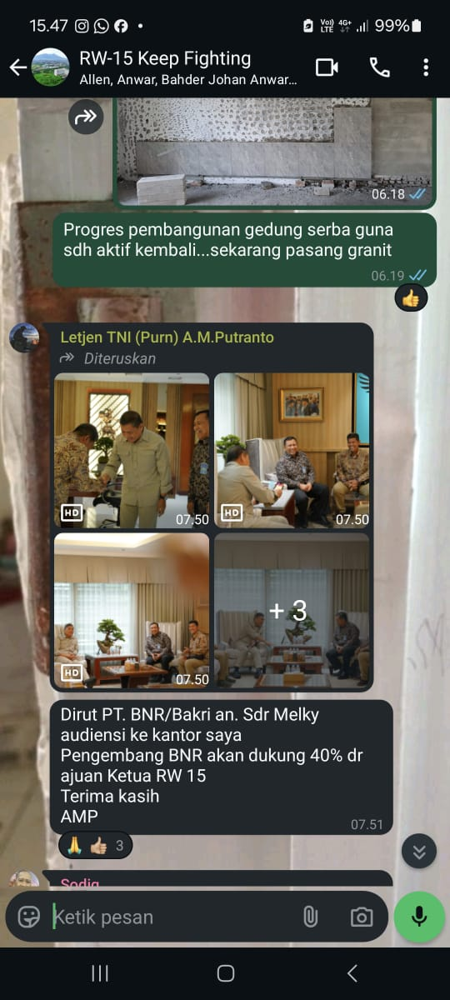 15.47
Vo))
LTE
4G+
99%
RW-15 Keep Fighting
Allen, Anwar, Bahder Johan Anwar...
06.18
Progres pembangunan gedung serba guna
sdh aktif kembali...sekarang pasang granit
06.19
Letjen TNI (Purn) A.M.Putranto
Diteruskan
HD
07.50
HD
07.50
HD
07.50
+ 3
Dirut PT. BNR/Bakri an. Sdr Melky
audiensi ke kantor saya
Pengembang BNR akan dukung 40% dr
ajuan Ketua RW 15
Terima kasih
AMP
07.51
3
Sodiq
Ketik pesan